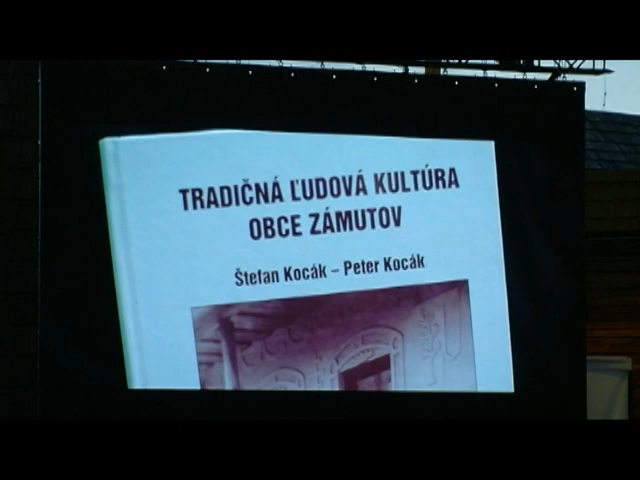 TRADIČNÁ ĽUDOVÁ KULTÚRA
OBCE ZÁMUTOV
Štefan Kocák – Peter Kocák